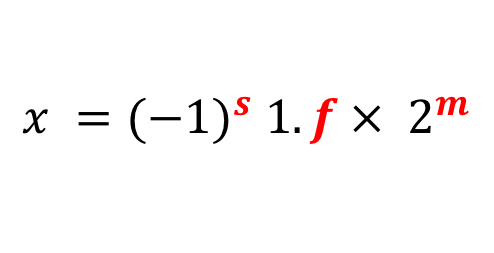 x = (−1)^s 1.f × 2^m